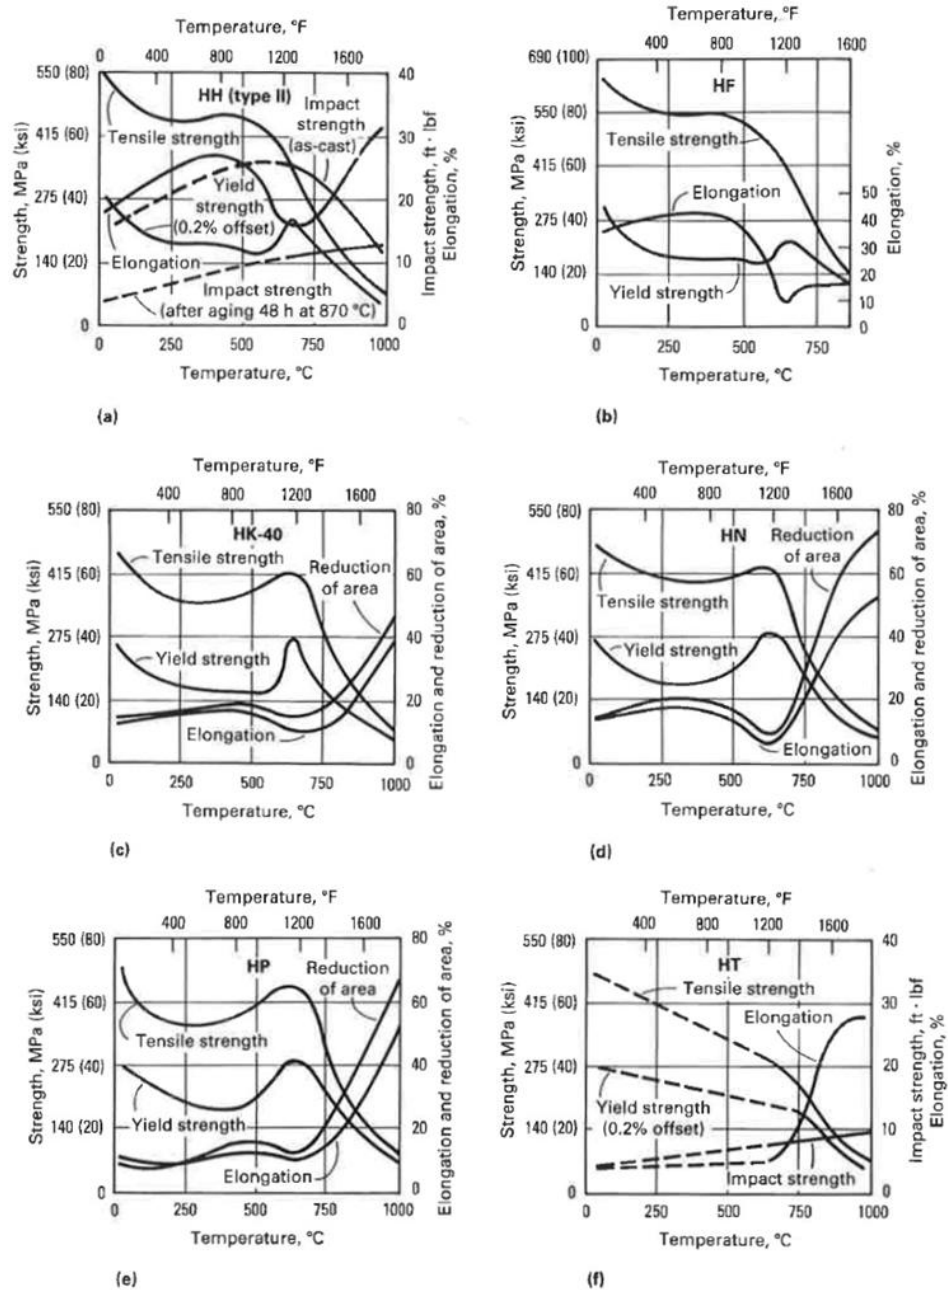 Temperature, °F
0 400 800 1200 1600
550 (80)
415 (60)
275 (40)
140 (20)
0
Strength, MPa (ksi)
HH (type II)
Tensile strength
Impact
strength
(as-cast)
Yield
strength
(0.2% offset)
Elongation
Impact strength
(after aging 48 h at 870 °C)
40
30
20
10
0
Impact strength, ft · lbf
Elongation, %
0 250 500 750 1000
Temperature, °C
(a)
Temperature, °F
400 800 1200 1600
690 (100)
550 (80)
415 (60)
275 (40)
140 (20)
0
Strength, MPa (ksi)
HF
Tensile strength
Elongation
Yield strength
50
40
30
20
10
0
Elongation, %
0 250 500 750
Temperature, °C
(b)
Temperature, °F
400 800 1200 1600
550 (80)
415 (60)
275 (40)
140 (20)
0
Strength, MPa (ksi)
HK-40
Tensile strength
Reduction
of area
Yield strength
Elongation
80
60
40
20
0
Elongation and reduction of area, %
0 250 500 750 1000
Temperature, °C
(c)
Temperature, °F
400 800 1200 1600
550 (80)
415 (60)
275 (40)
140 (20)
0
Strength, MPa (ksi)
HN
Reduction
of area
Tensile strength
Yield strength
Elongation
80
60
40
20
0
Elongation and reduction of area, %
0 250 500 750 1000
Temperature, °C
(d)
Temperature, °F
400 800 1200 1600
550 (80)
415 (60)
275 (40)
140 (20)
0
Strength, MPa (ksi)
HP
Reduction
of area
Tensile strength
Yield strength
Elongation
80
60
40
20
0
Elongation and reduction of area, %
0 250 500 750 1000
Temperature, °C
(e)
Temperature, °F
400 800 1200 1600
550 (80)
415 (60)
275 (40)
140 (20)
0
Strength, MPa (ksi)
HT
Tensile strength
Elongation
Yield strength
(0.2% offset)
Impact strength
40
30
20
10
0
Impact strength, ft · lbf
Elongation, %
0 250 500 750 1000
Temperature, °C
(f)